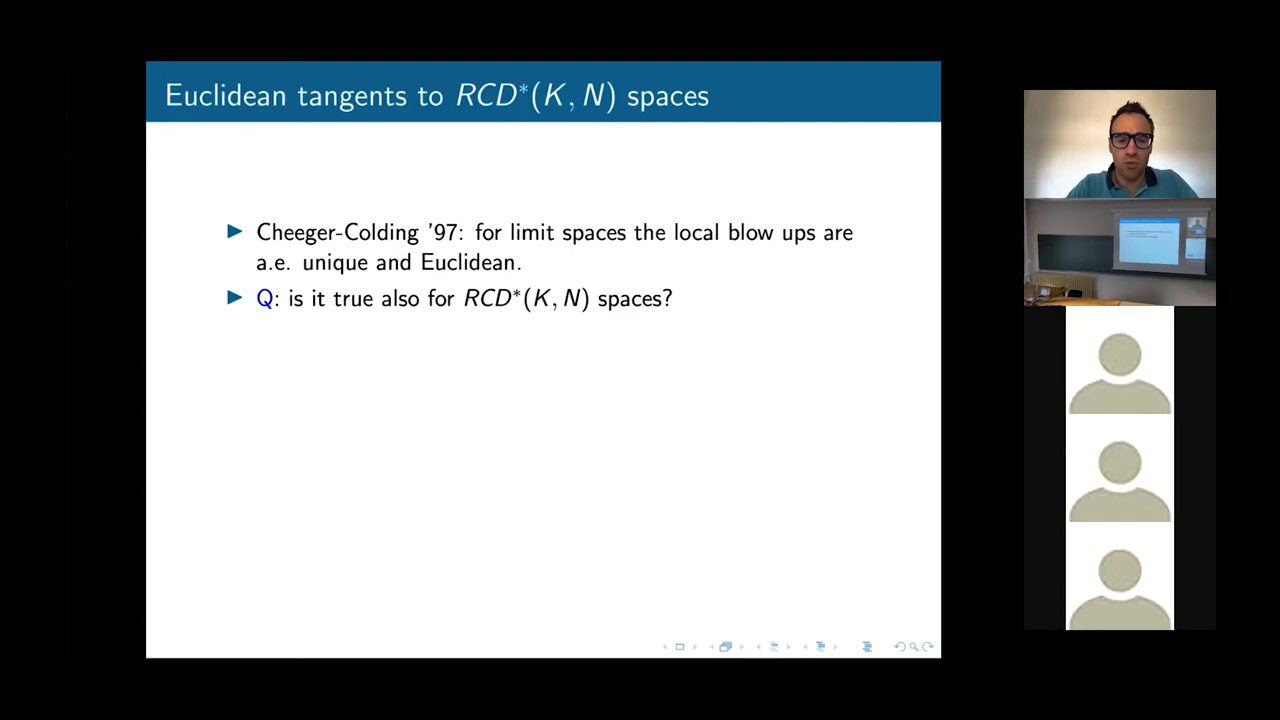 Euclidean tangents to RCD*(K, N) spaces
Cheeger-Colding '97: for limit spaces the local blow ups are
a.e. unique and Euclidean.
Q: is it true also for RCD*(K, N) spaces?